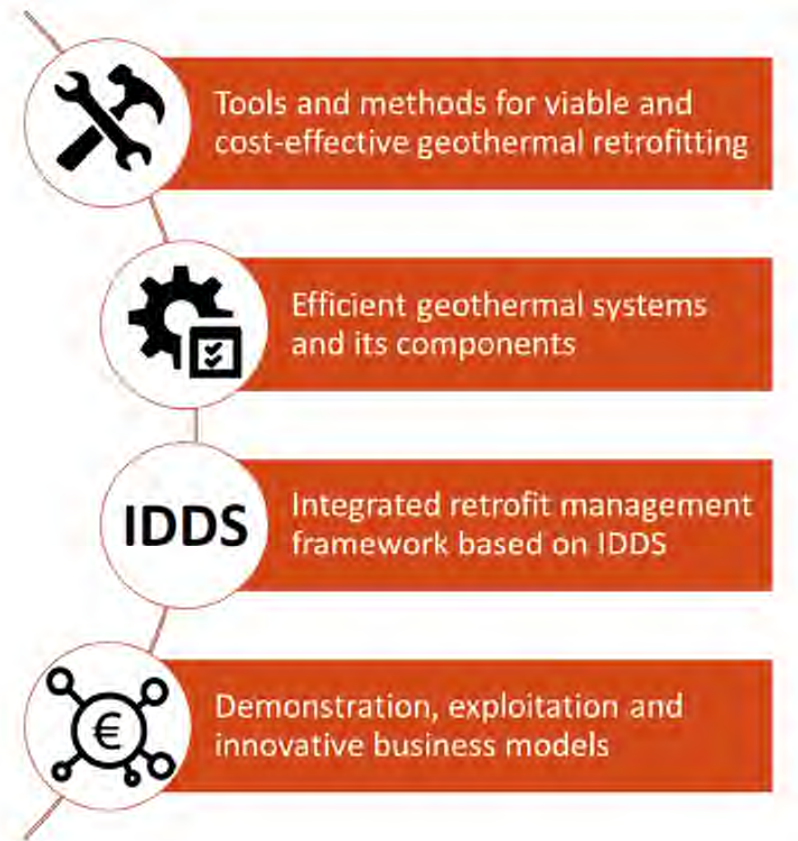 Tools and methods for viable and
cost-effective geothermal retrofitting
Efficient geothermal systems
and its components
IDDS
Integrated retrofit management
framework based on IDDS
€
Demonstration, exploitation and
innovative business models